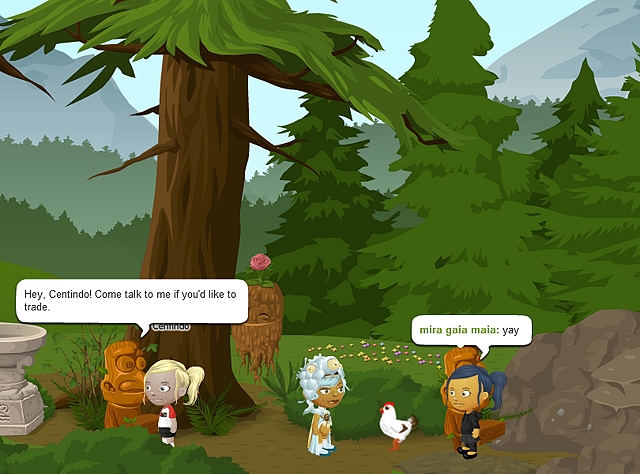 Hey, Centindo! Come talk to me if you'd like to
trade.
Centindo
mira gaia maia: yay